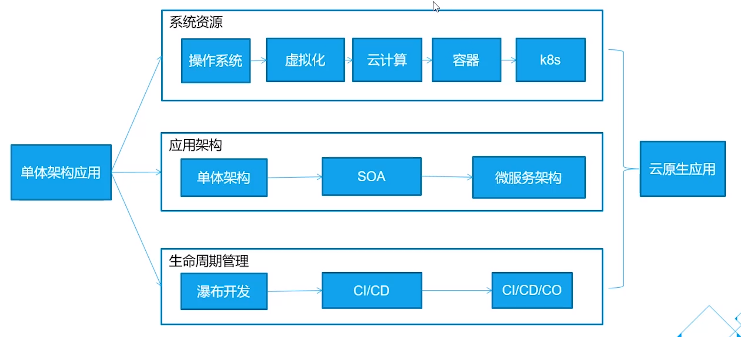 系统资源
操作系统
虚拟化
云计算
容器
k8s
单体架构应用
应用架构
单体架构
SOA
微服务架构
云原生应用
生命周期管理
瀑布开发
CI/CD
CI/CD/CO